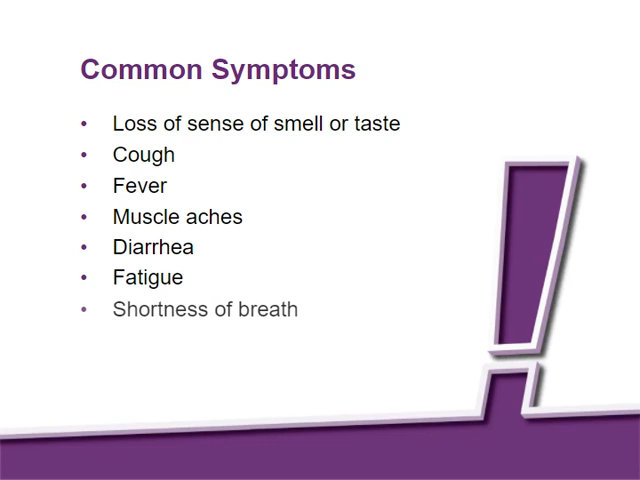 Common Symptoms
• Loss of sense of smell or taste
• Cough
• Fever
• Muscle aches
• Diarrhea
• Fatigue
• Shortness of breath